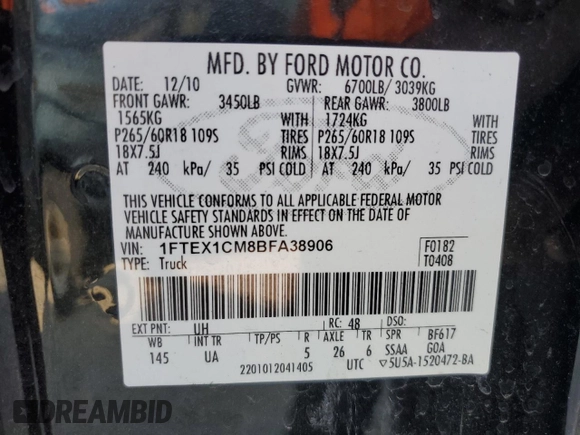 MFD. BY FORD MOTOR CO.
DATE: 12/10 GVWR: 6700LB/ 3039KG
FRONT GAWR: 3450LB REAR GAWR: 3800LB
1565KG 1724KG
P265/60R18 109S TIRES P265/60R18 109S TIRES
18X7.5J RIMS 18X7.5J RIMS
AT 240 kPa/ 35 PSI COLD AT 240 kPa/ 35 PSI COLD
THIS VEHICLE CONFORMS TO ALL APPLICABLE FEDERAL MOTOR
VEHICLE SAFETY STANDARDS IN EFFECT ON THE DATE OF
MANUFACTURE SHOWN ABOVE.
VIN: 1FTEX1CM8BFA38906 F0182
TYPE: Truck T0408
EXT PNT: UH RC: 48 DSO:
WB INT TR TP/PS R AXLE TR SPR BF617
145 UA 5 26 6 SSAA GOA
2201012041405 UTC ▽5U5A-1520472-BA
Ford
DREAMBID